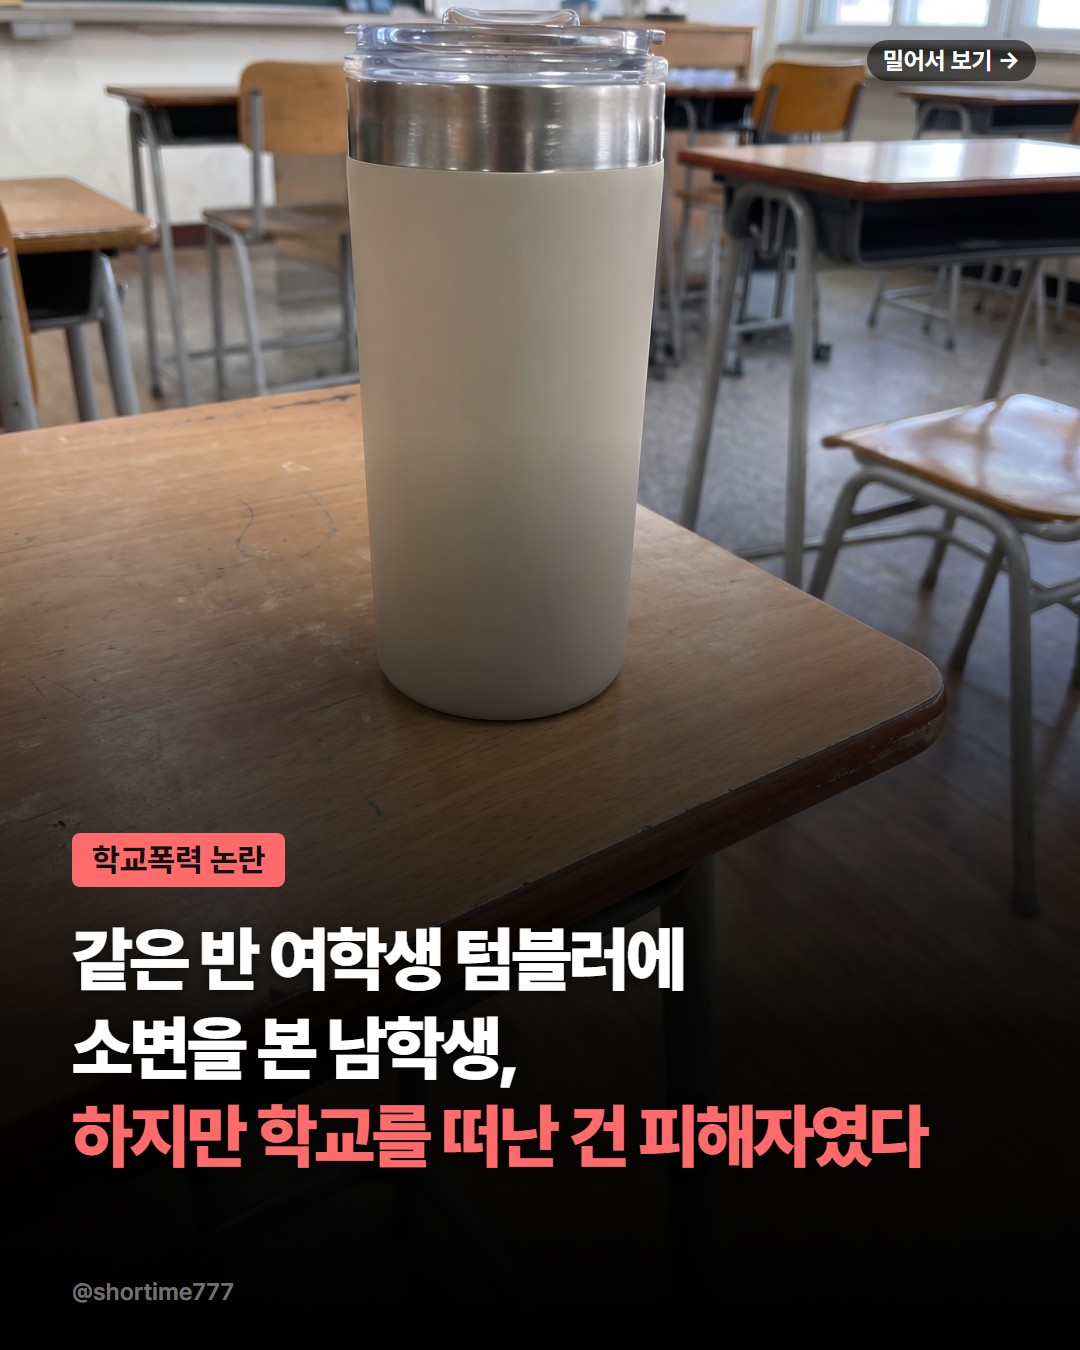 밀어서 보기 →
학교폭력 논란
같은 반 여학생 텀블러에
소변을 본 남학생,
하지만 학교를 떠난 건 피해자였다
@shortime777